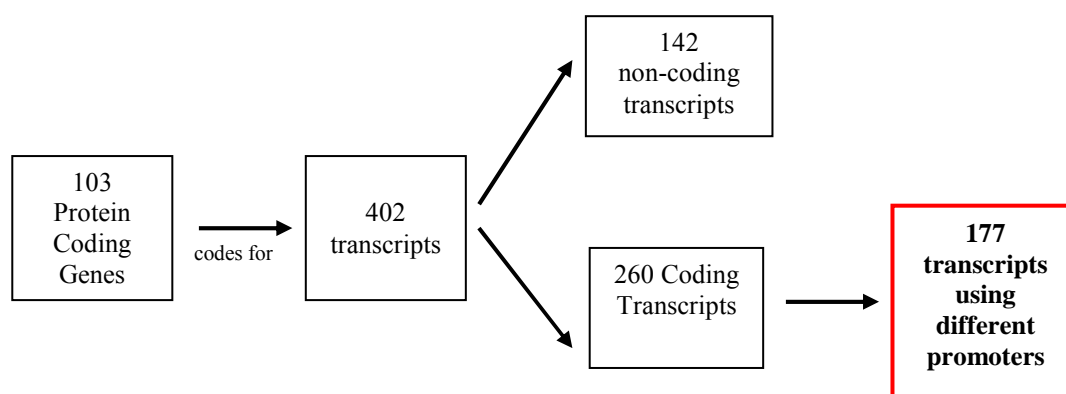 103
Protein
Coding
Genes
codes for
402
transcripts
142
non-coding
transcripts
260 Coding
Transcripts
177
transcripts
using
different
promoters